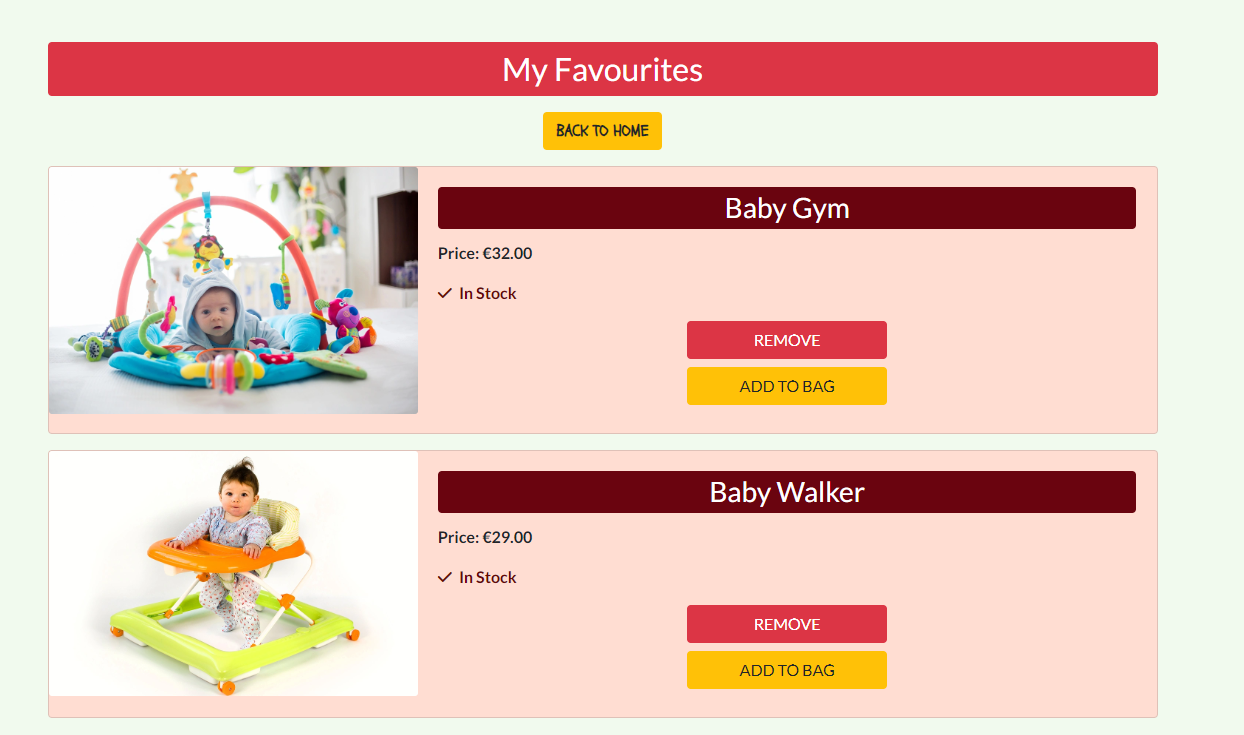 My Favourites
BACK TO HOME
Baby Gym
Price: €32.00
In Stock
REMOVE
ADD TO BAG
Baby Walker
Price: €29.00
In Stock
REMOVE
ADD TO BAG